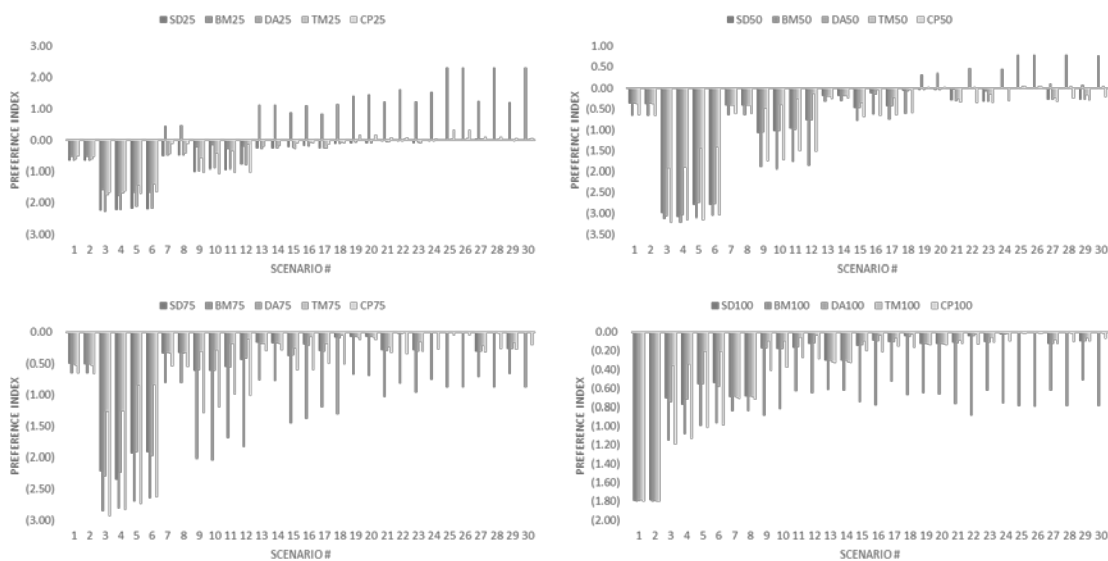 SD25 BM25 DA25 TM25 CP25
3.00
2.00
1.00
0.00
(1.00)
(2.00)
(3.00)
PREFERENCE INDEX
1 2 3 4 5 6 7 8 9 10 11 12 13 14 15 16 17 18 19 20 21 22 23 24 25 26 27 28 29 30
SCENARIO #
SD50 BM50 DA50 TM50 CP50
1.00
0.50
0.00
0.50
1.00
(1.50)
(2.00)
(2.50)
(3.00)
(3.50)
PREFERENCE INDEX
1 2 3 4 5 6 7 8 9 10 11 12 13 14 15 16 17 18 19 20 21 22 23 24 25 26 27 28 29 30
SCENARIO #
SD75 BM75 DA75 TM75 CP75
0.00
(0.50)
(1.00)
(1.50)
(2.00)
(2.50)
(3.00)
PREFERENCE INDEX
1 2 3 4 5 6 7 8 9 10 11 12 13 14 15 16 17 18 19 20 21 22 23 24 25 26 27 28 29 30
SCENARIO #
SD100 BM100 DA100 TM100 CP100
0.00
(0.20)
(0.40)
(0.60)
(0.80)
(1.00)
(1.20)
(1.40)
(1.60)
(1.80)
(2.00)
PREFERENCE INDEX
1 2 3 4 5 6 7 8 9 10 11 12 13 14 15 16 17 18 19 20 21 22 23 24 25 26 27 28 29 30
SCENARIO #